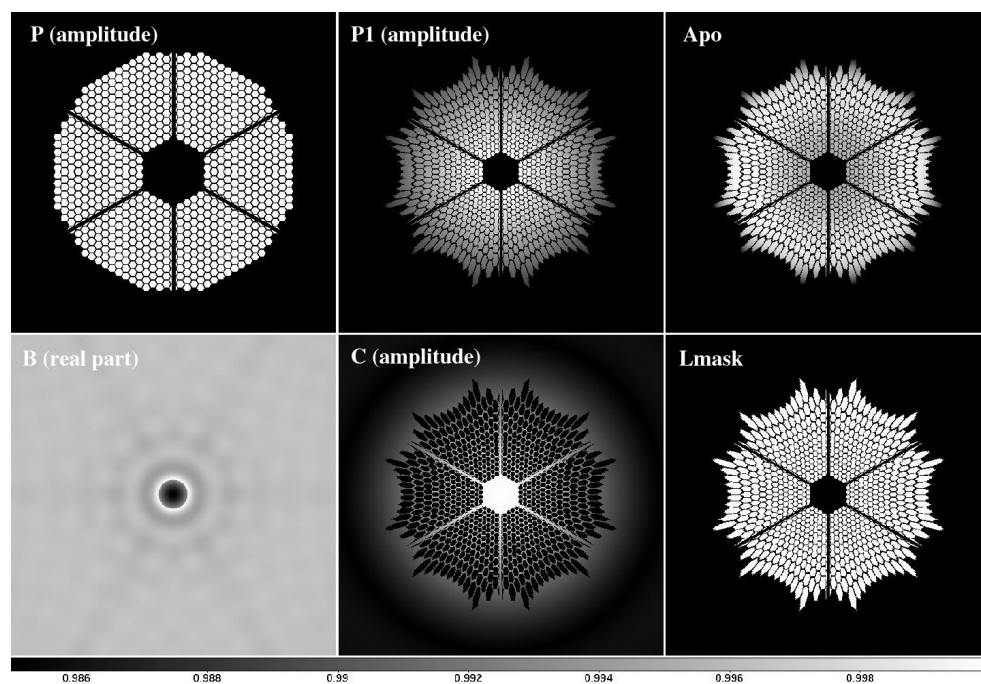 P (amplitude)
P1 (amplitude)
Apo
B (real part)
C (amplitude)
Lmask
0.986 0.988 0.99 0.992 0.994 0.996 0.998